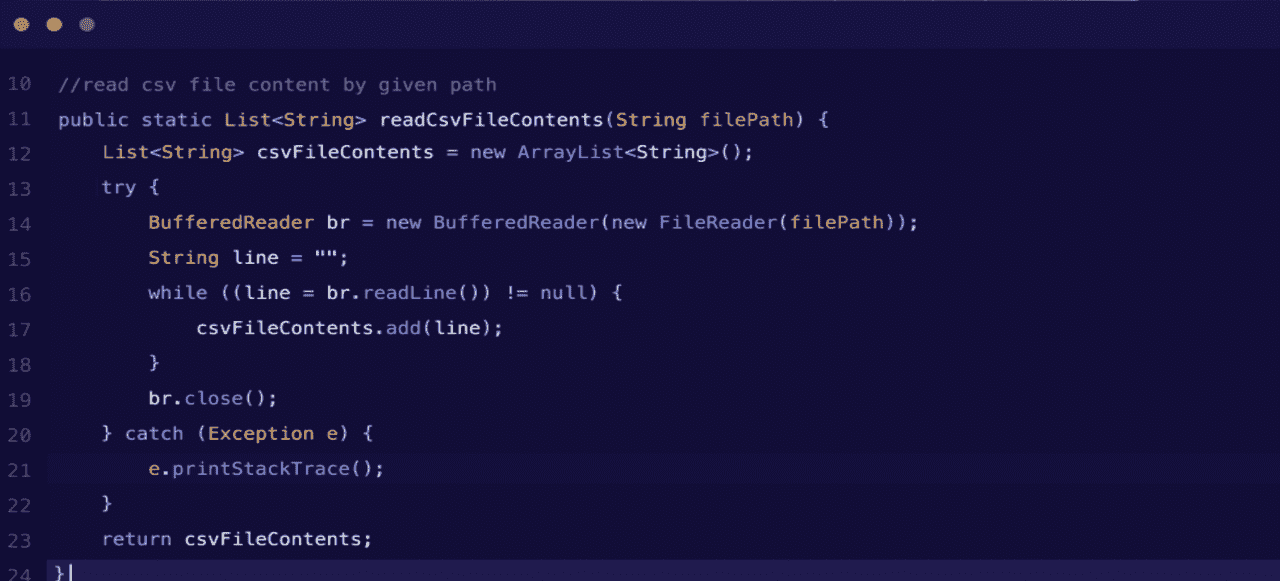 10 //read csv file content by given path
11 public static List<String> readCsvFileContents(String filePath) {
12 List<String> csvFileContents = new ArrayList<String>();
13 try {
14 BufferedReader br = new BufferedReader(new FileReader(filePath));
15 String line = "";
16 while ((line = br.readLine()) != null) {
17 csvFileContents.add(line);
18 }
19 br.close();
20 } catch (Exception e) {
21 e.printStackTrace();
22 }
23 return csvFileContents;
24 }